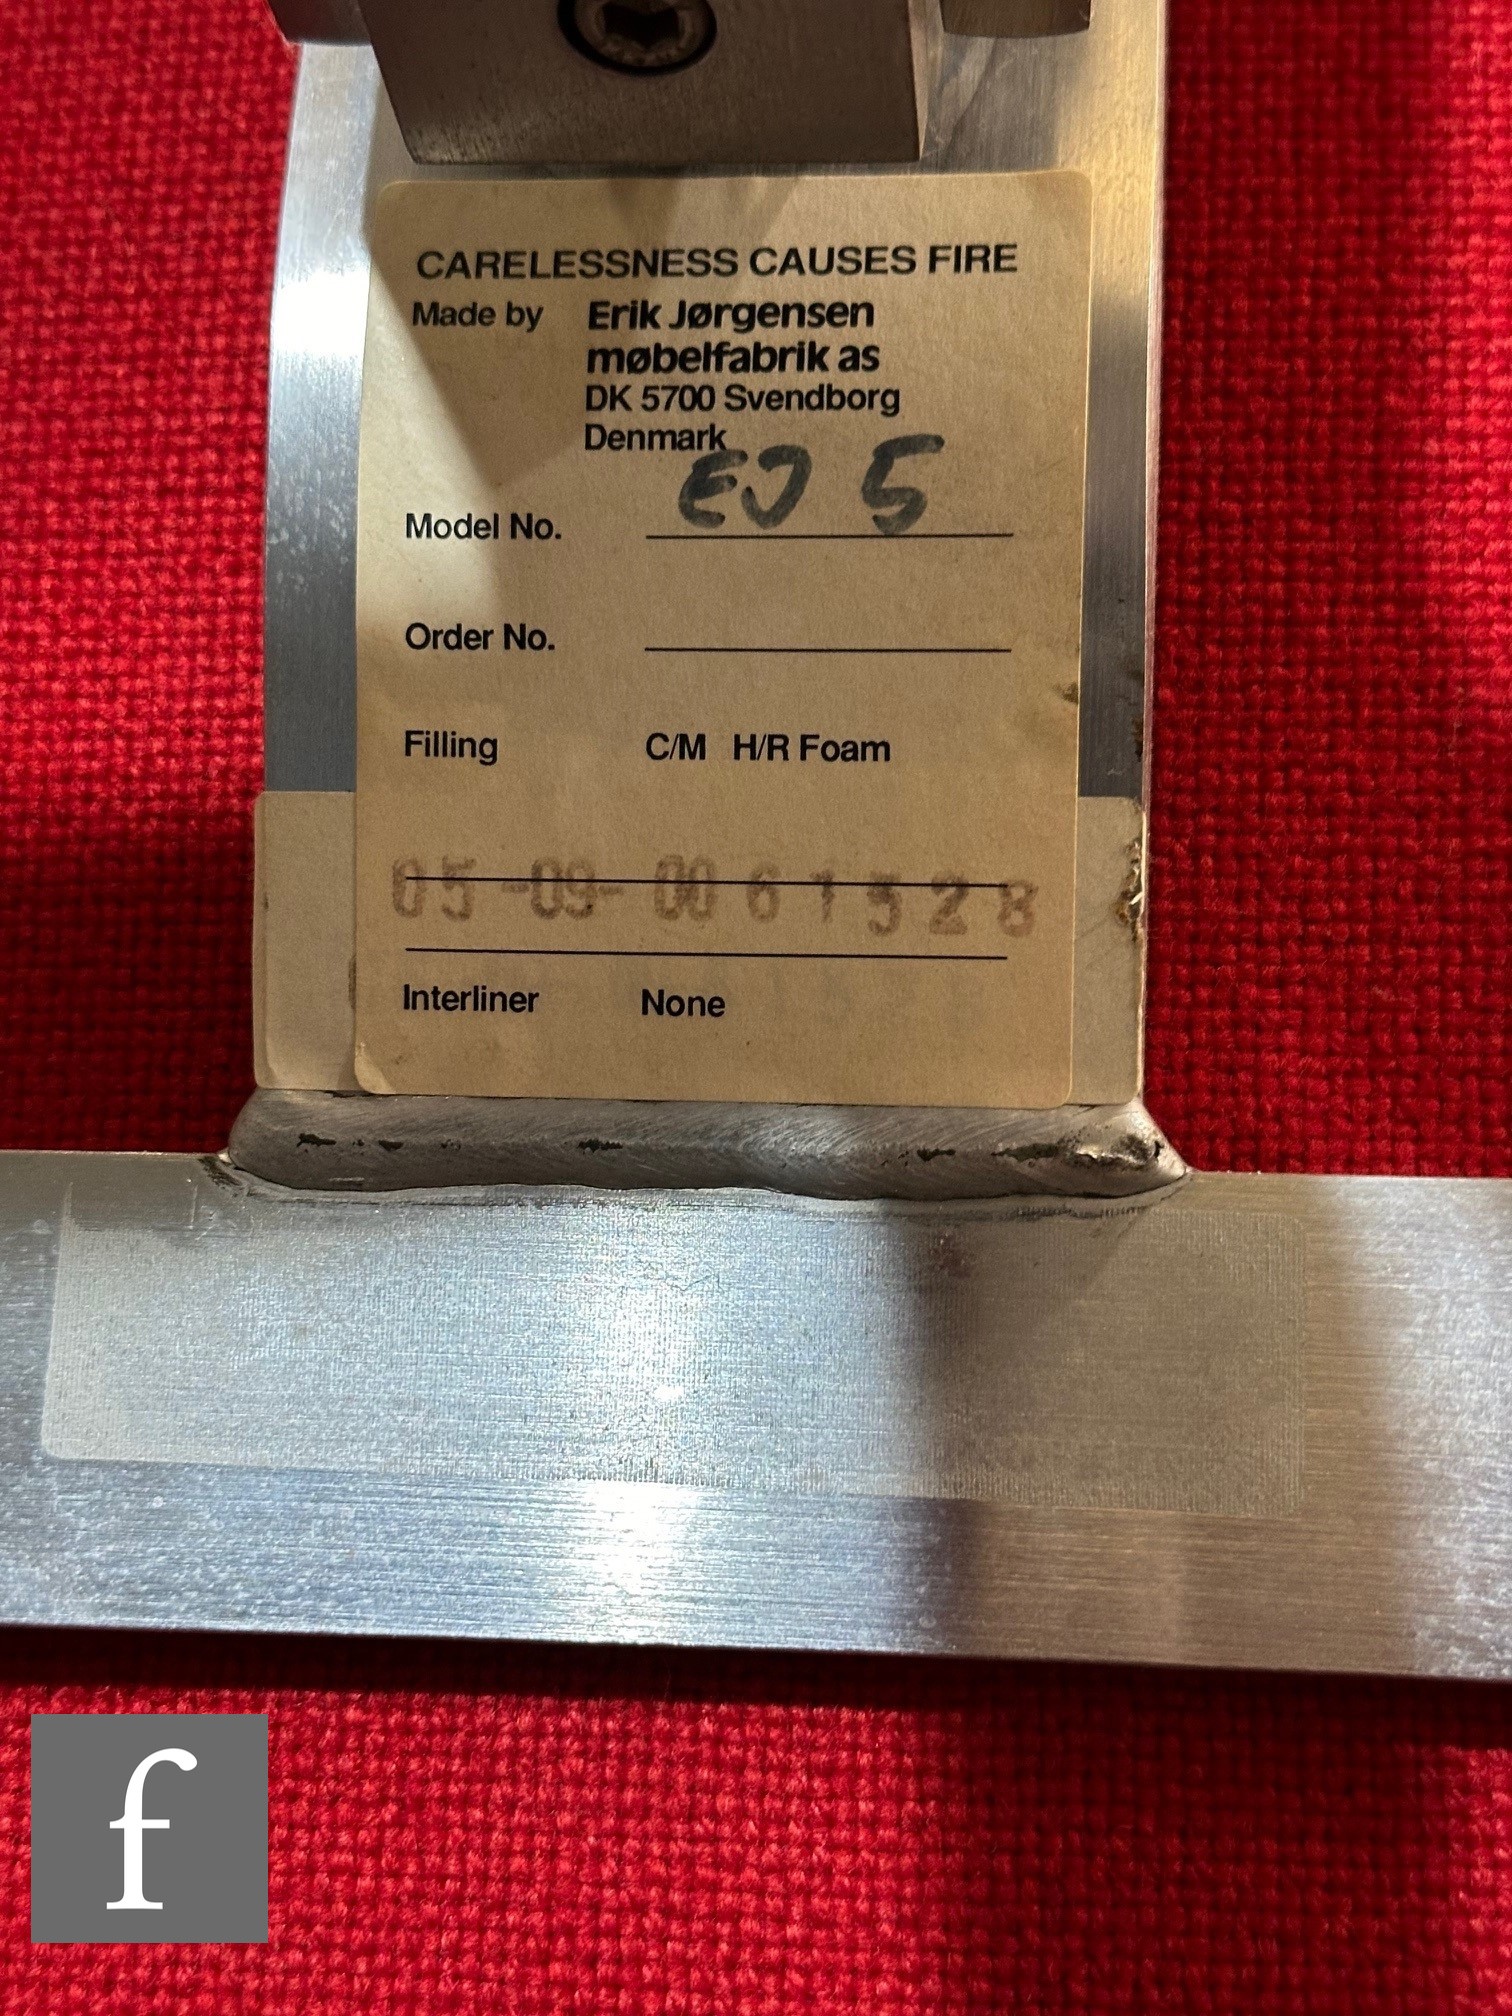 CARELESSNESS CAUSES FIRE
Made by Erik Jørgensen
møbelfabrik as
DK 5700 Svendborg
Denmark
Model No. EJ 5
Order No.
Filling C/M H/R Foam
05-09-00 61528
Interliner None
f